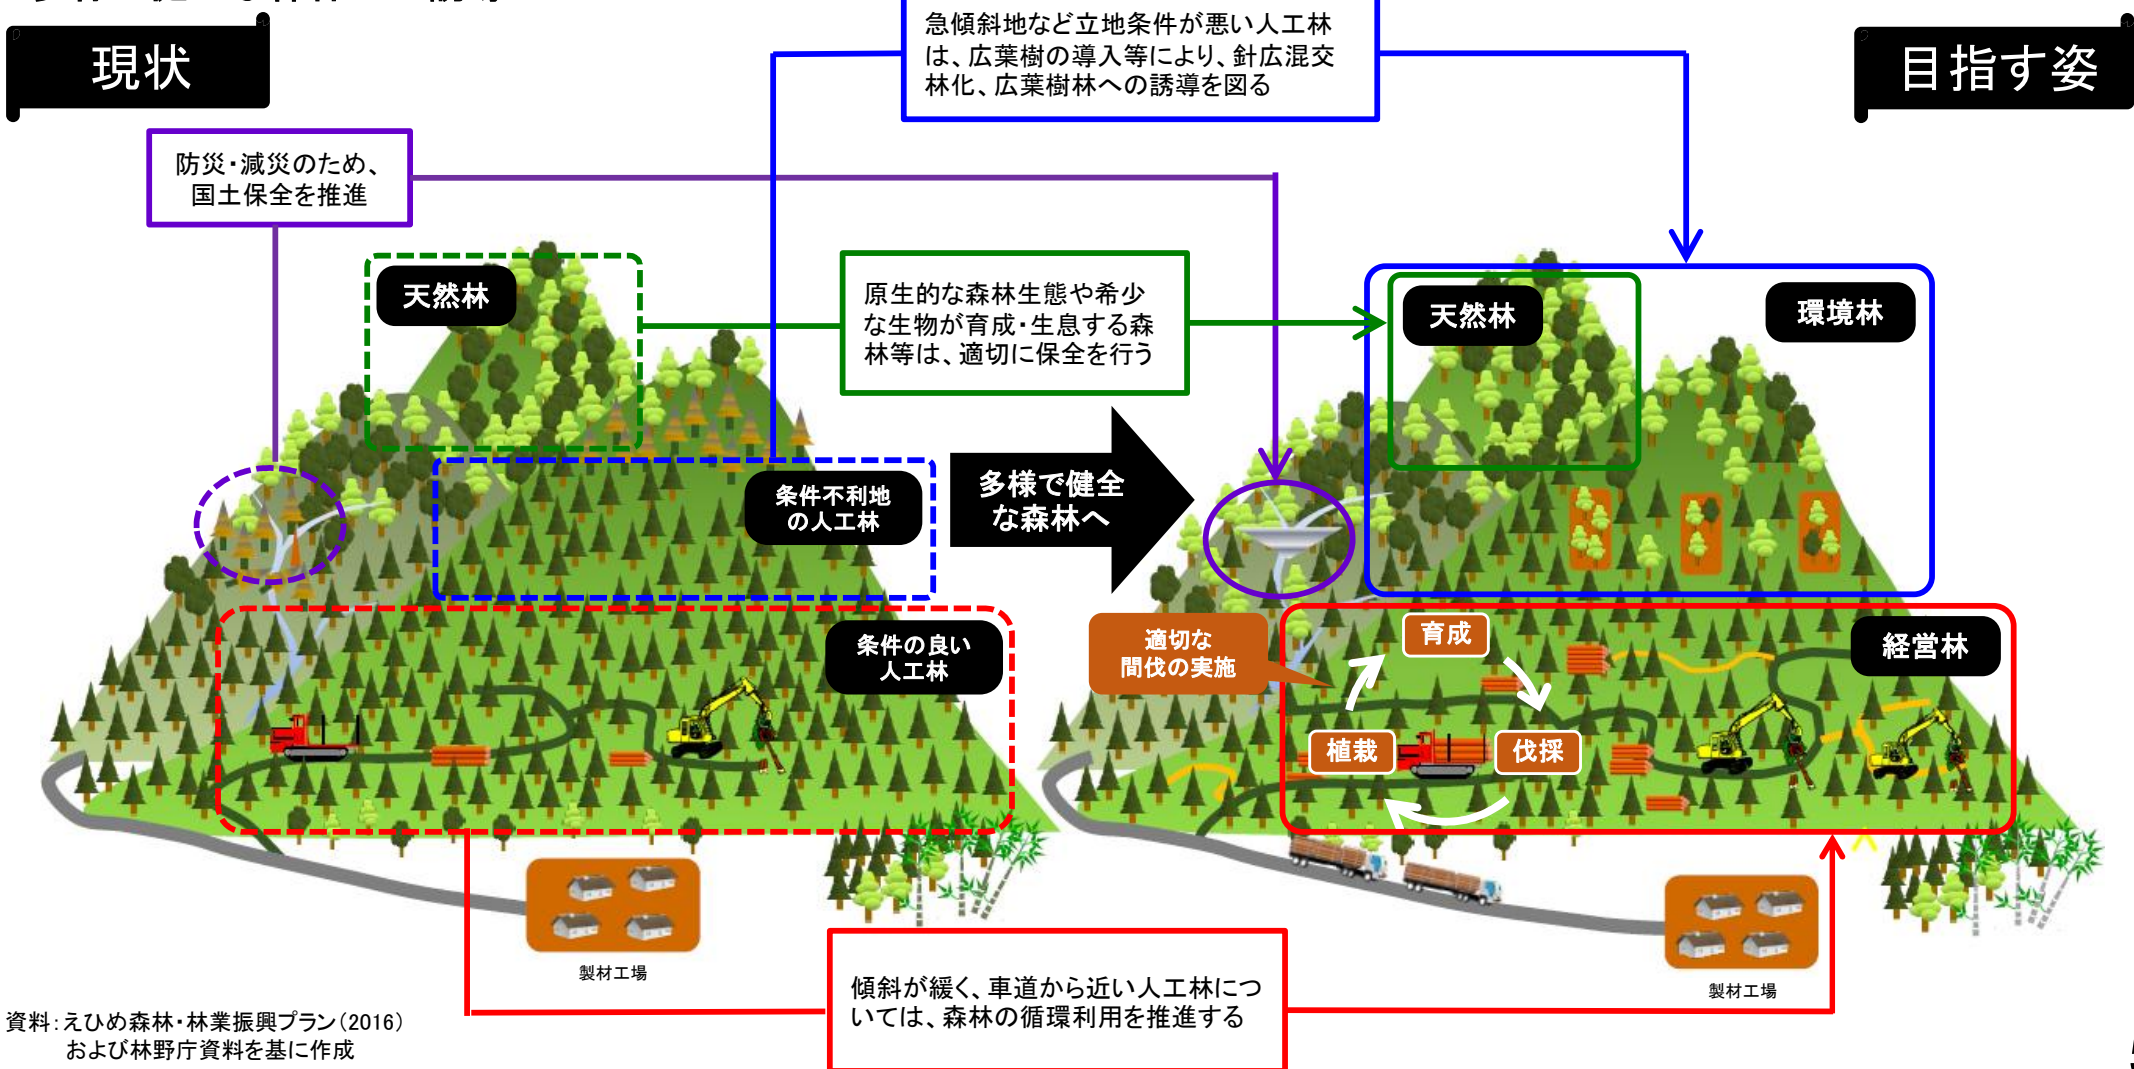 現状
急傾斜地など立地条件が悪い人工林
は、広葉樹の導入等により、針広混交
林化、広葉樹林への誘導を図る
目指す姿
防災・減災のため、
国土保全を推進
天然林
原生的な森林生態や希少
な生物が育成・生息する森
林等は、適切に保全を行う
天然林
環境林
条件不利地
の人工林
多様で健全
な森林へ
条件の良い
人工林
適切な
間伐の実施
育成
経営林
植栽
伐採
製材工場
製材工場
傾斜が緩く、車道から近い人工林につ
いては、森林の循環利用を推進する
資料：えひめ森林・林業振興プラン（2016）
および林野庁資料を基に作成